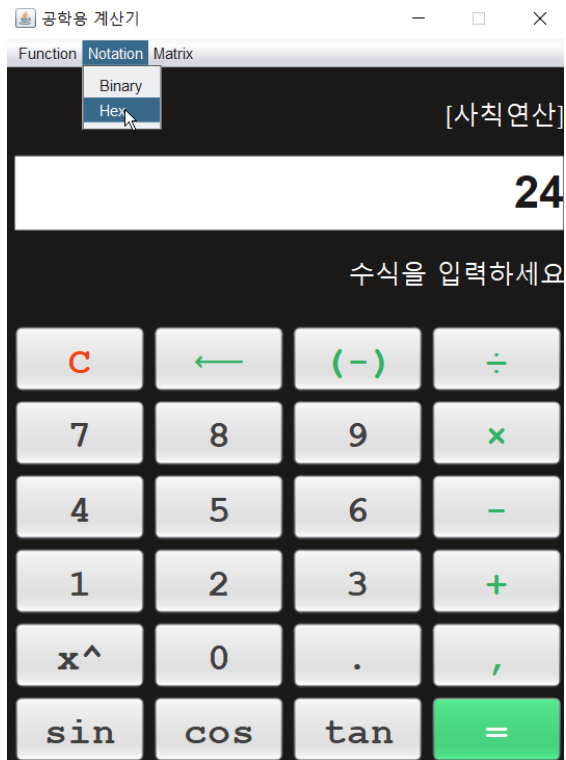 공학용 계산기
Function Notation Matrix
Binary
Hex
[사칙연산]
24
수식을 입력하세요
C ← (-) ÷
7 8 9 ×
4 5 6 -
1 2 3 +
x^ 0 . ,
sin cos tan =